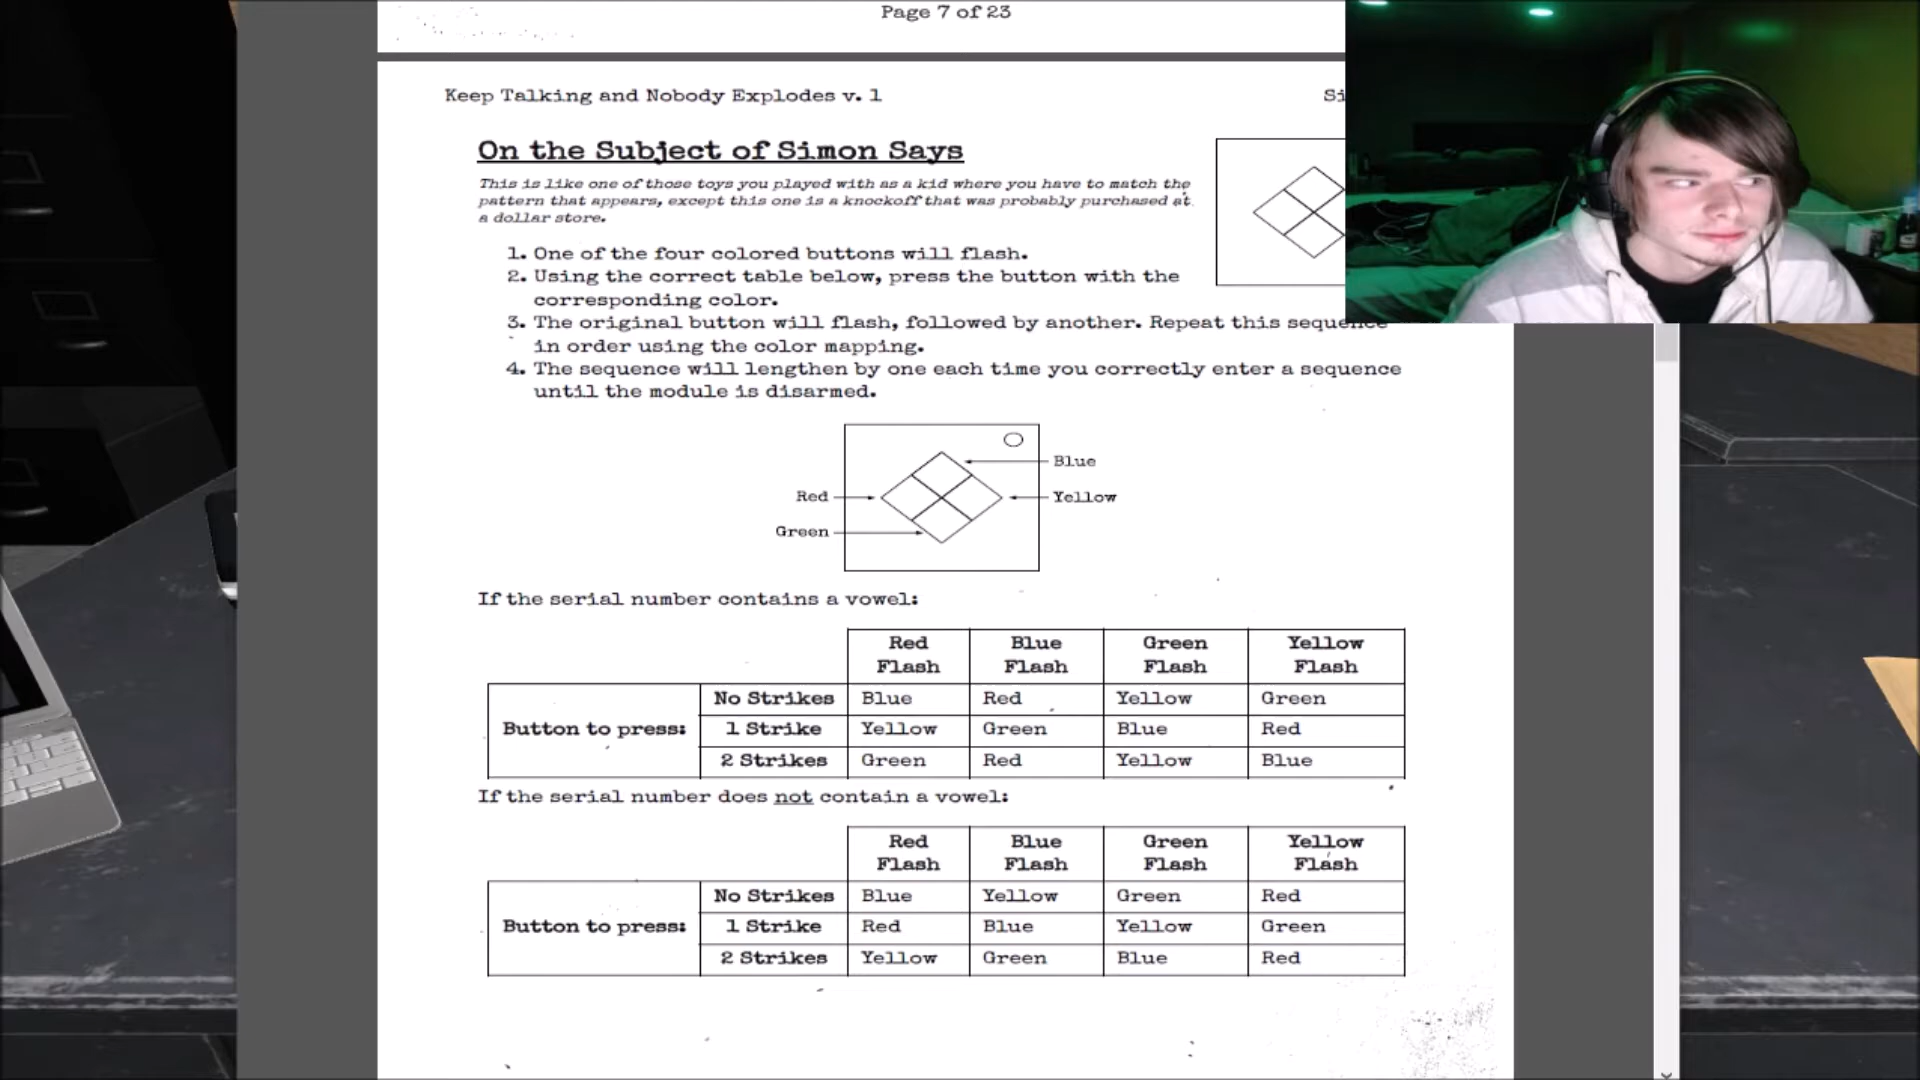 Page 7 of 23
Keep Talking and Nobody Explodes v. 1
Si
On the Subject of Simon Says
This is like one of those toys you played with as a kid where you have to match the
pattern that appears, except this one is a knockoff that was probably purchased at
a dollar store.
1. One of the four colored buttons will flash.
2. Using the correct table below, press the button with the
corresponding color.
3. The original button will flash, followed by another. Repeat this sequence
in order using the color mapping.
4. The sequence will lengthen by one each time you correctly enter a sequence
until the module is disarmed.
Blue
Red
Yellow
Green
If the serial number contains a vowel:
Red Flash Blue Flash Green Flash Yellow Flash
Button to press:
No Strikes Blue Red Yellow Green
1 Strike Yellow Green Blue Red
2 Strikes Green Red Yellow Blue
If the serial number does not contain a vowel:
Red Flash Blue Flash Green Flash Yellow Flash
Button to press:
No Strikes Blue Yellow Green Red
1 Strike Red Blue Yellow Green
2 Strikes Yellow Green Blue Red